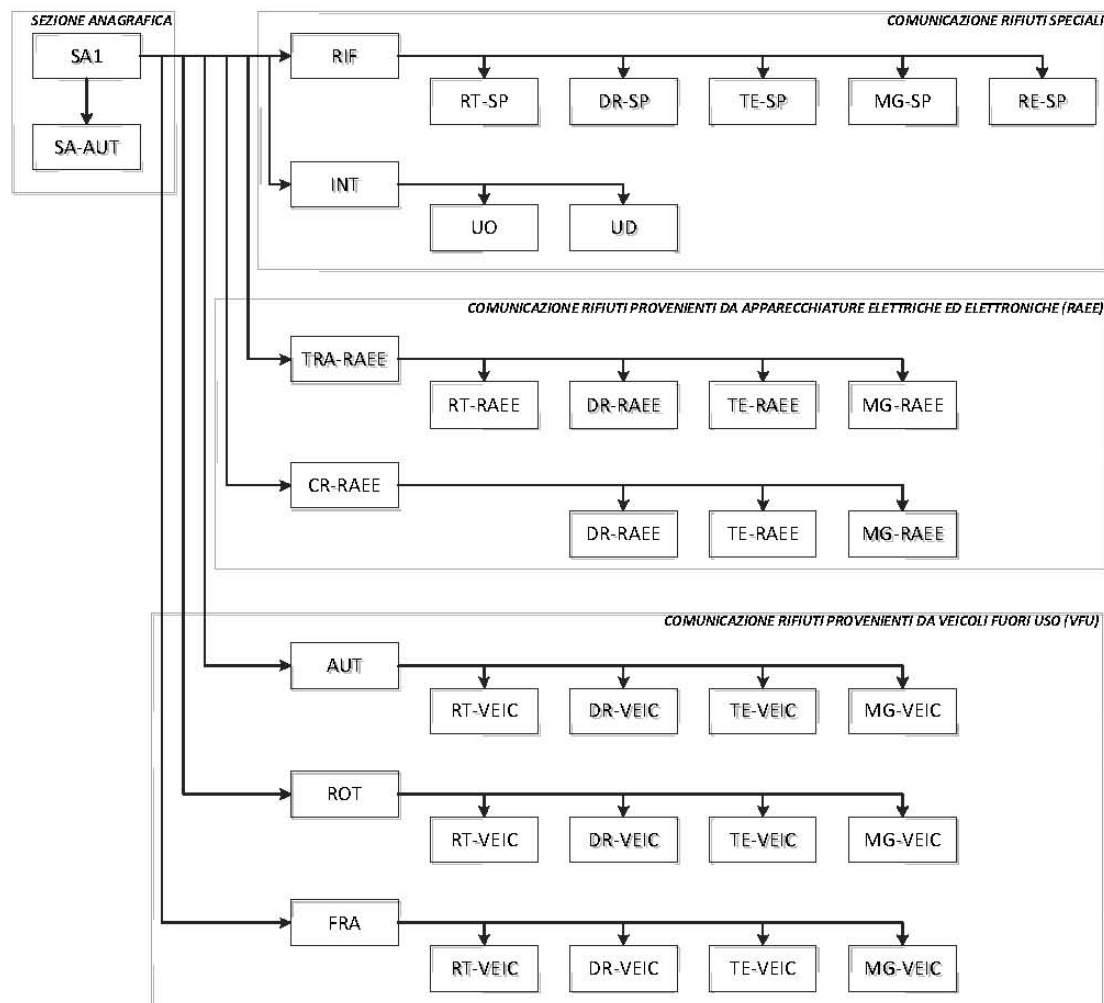 SEZIONE ANAGRAFICA
COMUNICAZIONE RIFIUTI SPECIALI
SA1
RIF
RT-SP
DR-SP
TE-SP
MG-SP
RE-SP
SA-AUT
INT
UO
UD
COMUNICAZIONE RIFIUTI PROVENIENTI DA APPARECCHIATURE ELETTRICHE ED ELETTRONICHE (RAEE)
TRA-RAEE
RT-RAEE
DR-RAEE
TE-RAEE
MG-RAEE
CR-RAEE
DR-RAEE
TE-RAEE
MG-RAEE
COMUNICAZIONE RIFIUTI PROVENIENTI DA VEICOLI FUORI USO (VFU)
AUT
RT-VEIC
DR-VEIC
TE-VEIC
MG-VEIC
ROT
RT-VEIC
DR-VEIC
TE-VEIC
MG-VEIC
FRA
RT-VEIC
DR-VEIC
TE-VEIC
MG-VEIC